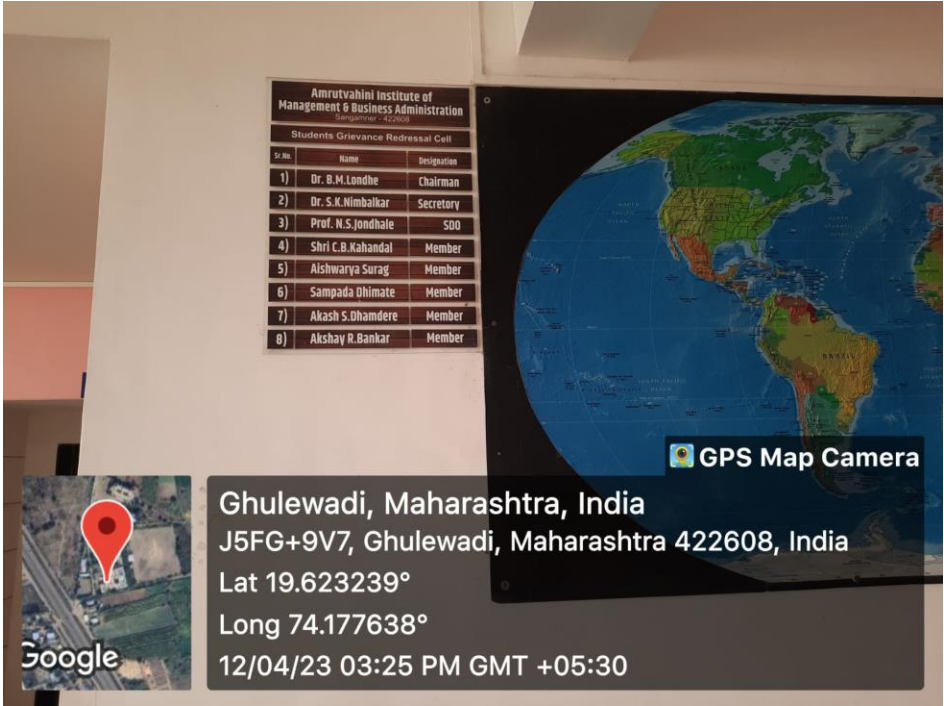 Amrutvahini Institute of
Management & Business Administration
Sangamner - 422608
Students Grievance Redressal Cell
Sr.No. Name Designation
1) Dr. B.M.Londhe Chairman
2) Dr. S.K.Nimbalkar Secretory
3) Prof. N.S.Jondhale SDO
4) Shri C.B.Kahandal Member
5) Aishwarya Surag Member
6) Sampada Dhimate Member
7) Akash S.Dhamdere Member
8) Akshay R.Bankar Member
BRAZIL
GPS Map Camera
Ghulewadi, Maharashtra, India
J5FG+9V7, Ghulewadi, Maharashtra 422608, India
Lat 19.623239°
Long 74.177638°
12/04/23 03:25 PM GMT +05:30
Google